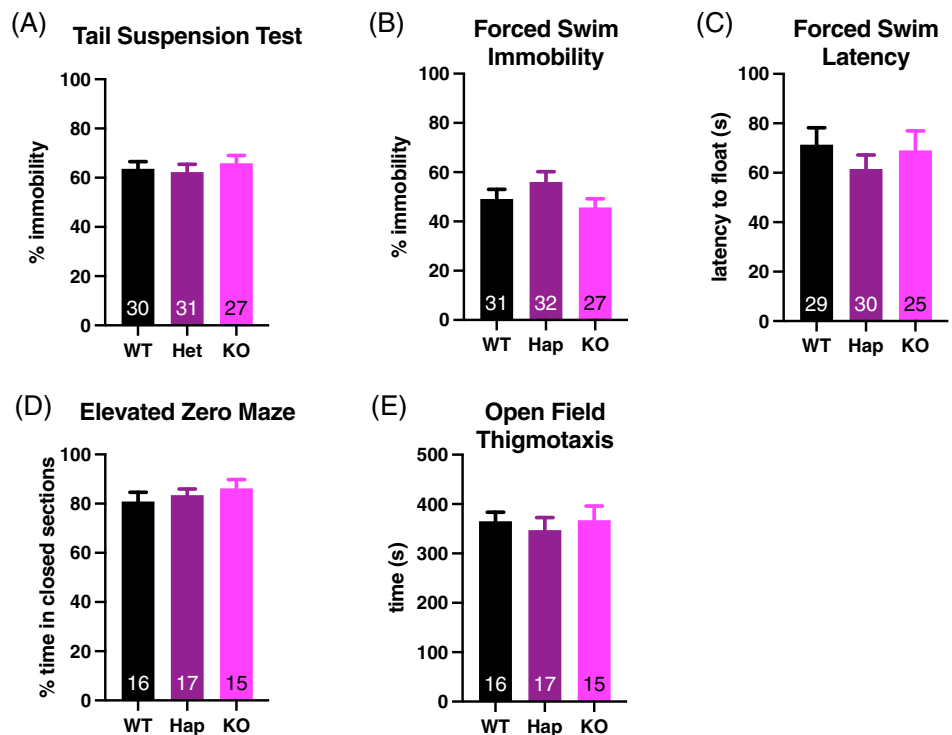 (A)
Tail Suspension Test
% immobility
100
80
60
40
20
0
30
31
27
WT Het KO
(B)
Forced Swim
Immobility
% immobility
100
80
60
40
20
0
31
32
27
WT Hap KO
(C)
Forced Swim
Latency
latency to float (s)
100
80
60
40
20
0
29
30
25
WT Hap KO
(D)
Elevated Zero Maze
% time in closed sections
100
80
60
40
20
0
16
17
15
WT Hap KO
(E)
Open Field
Thigmotaxis
time (s)
500
400
300
200
100
0
16
17
15
WT Hap KO